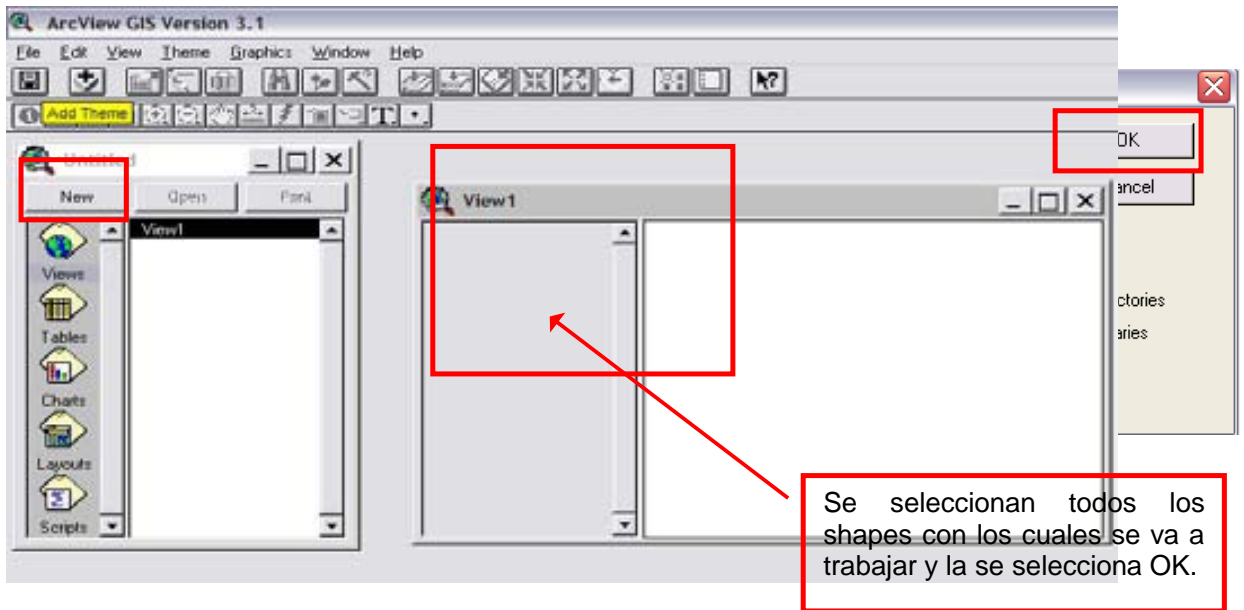 ArcView GIS Version 3.1
File Edit View Theme Graphics Window Help
Add Theme
Untitled
New Open Print
View1
Views
Tables
Charts
Layouts
Scripts
View1
OK
ancel
ctories
aries
Se seleccionan todos los
shapes con los cuales se va a
trabajar y la se selecciona OK.